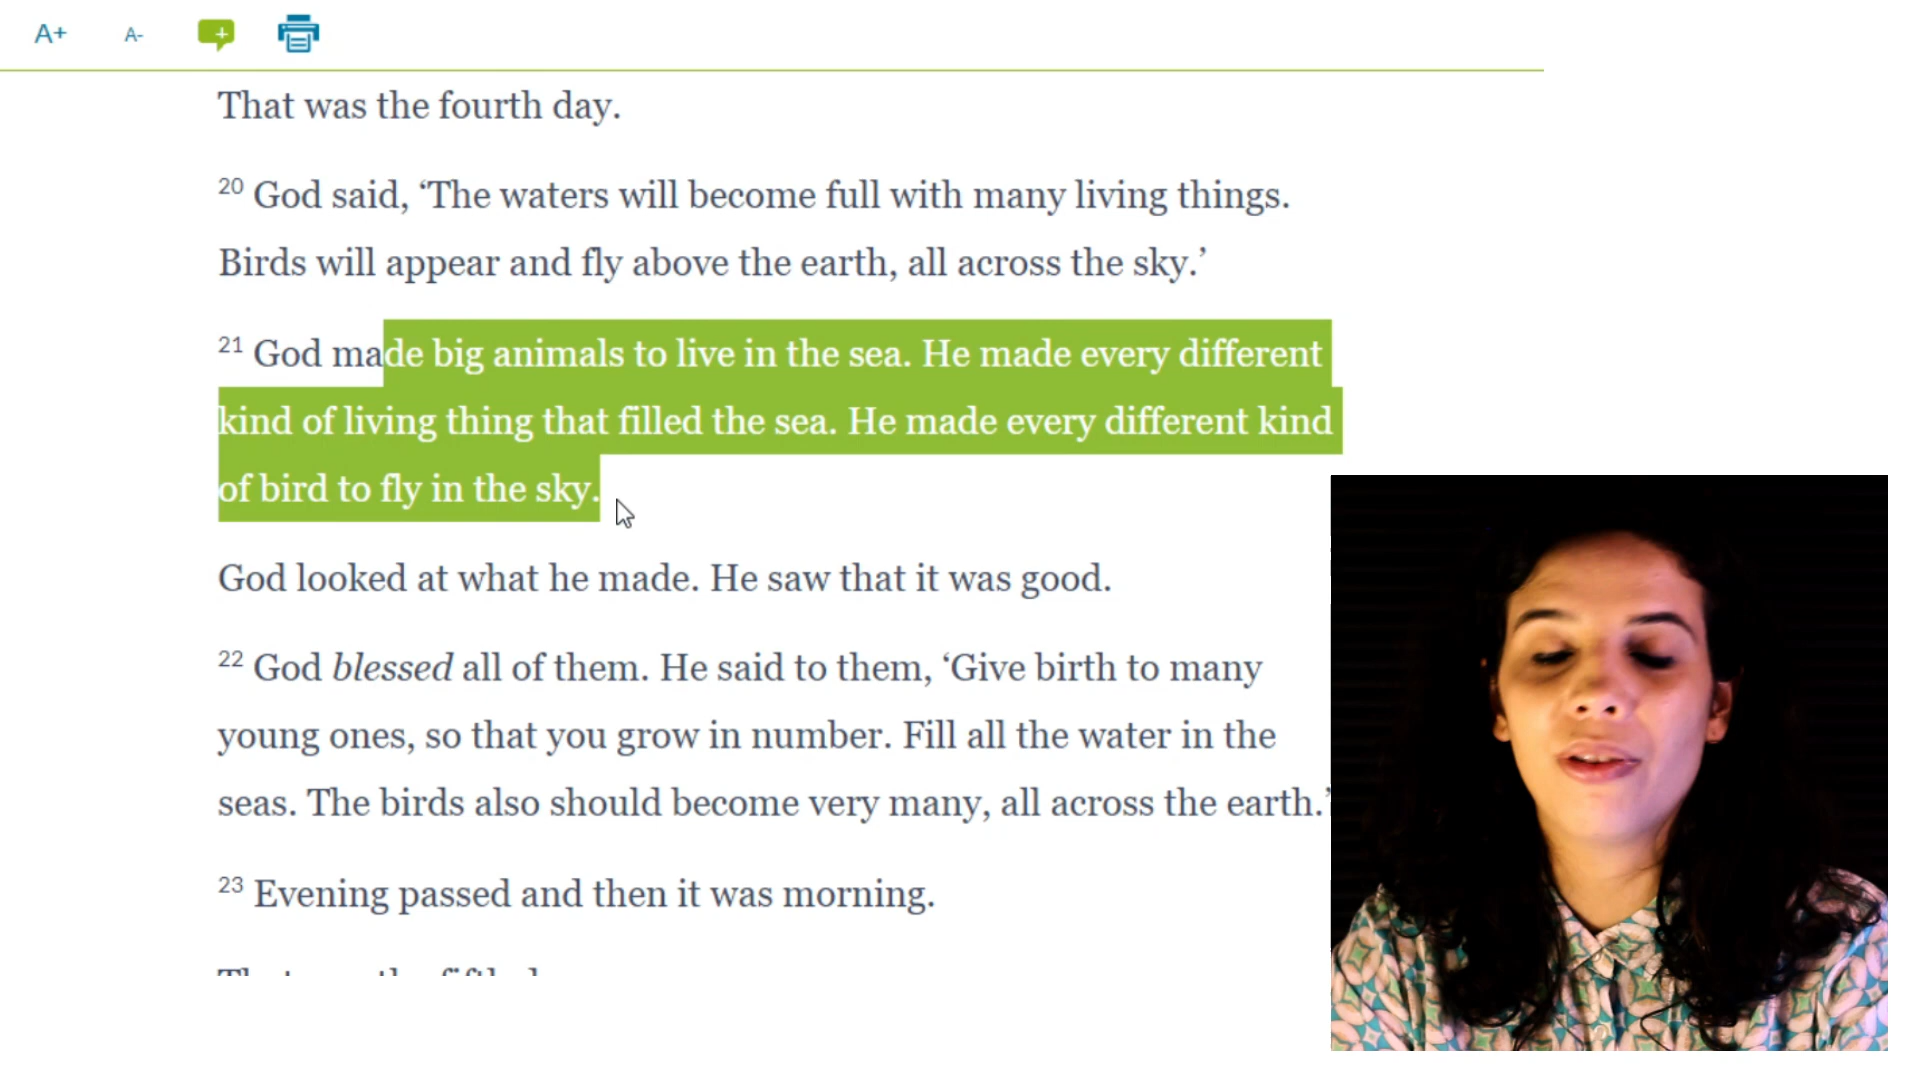 A+ A-
That was the fourth day.
20 God said, ‘The waters will become full with many living things.
Birds will appear and fly above the earth, all across the sky.’
21 God made big animals to live in the sea. He made every different
kind of living thing that filled the sea. He made every different kind
of bird to fly in the sky.
God looked at what he made. He saw that it was good.
22 God blessed all of them. He said to them, ‘Give birth to many
young ones, so that you grow in number. Fill all the water in the
seas. The birds also should become very many, all across the earth.’
23 Evening passed and then it was morning.